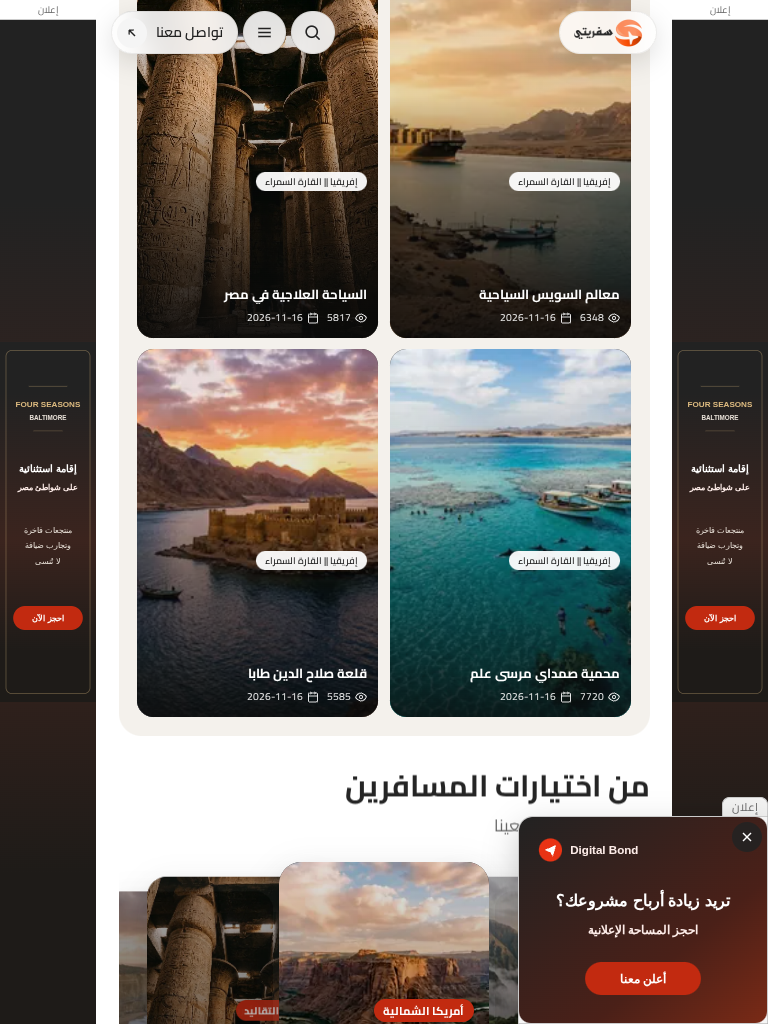 إعلان
إعلان
سفريتي
تواصل معنا
إفريقيا || القارة السمراء
معالم السويس السياحية
6348 2026-11-16
إفريقيا || القارة السمراء
السياحة العلاجية في مصر
5817 2026-11-16
إفريقيا || القارة السمراء
محمية صمداي مرسى علم
7720 2026-11-16
إفريقيا || القارة السمراء
قلعة صلاح الدين طابا
5585 2026-11-16
FOUR SEASONS
BALTIMORE
إقامة استثنائية
على شواطئ مصر
منتجعات فاخرة
وتجارب ضيافة
لا تُنسى
احجز الآن
FOUR SEASONS
BALTIMORE
إقامة استثنائية
على شواطئ مصر
منتجعات فاخرة
وتجارب ضيافة
لا تُنسى
احجز الآن
من اختيارات المسافرين
أمريكا الشمالية
التقاليد
إعلان
Digital Bond
تريد زيادة أرباح مشروعك؟
احجز المساحة الإعلانية
أعلن معنا